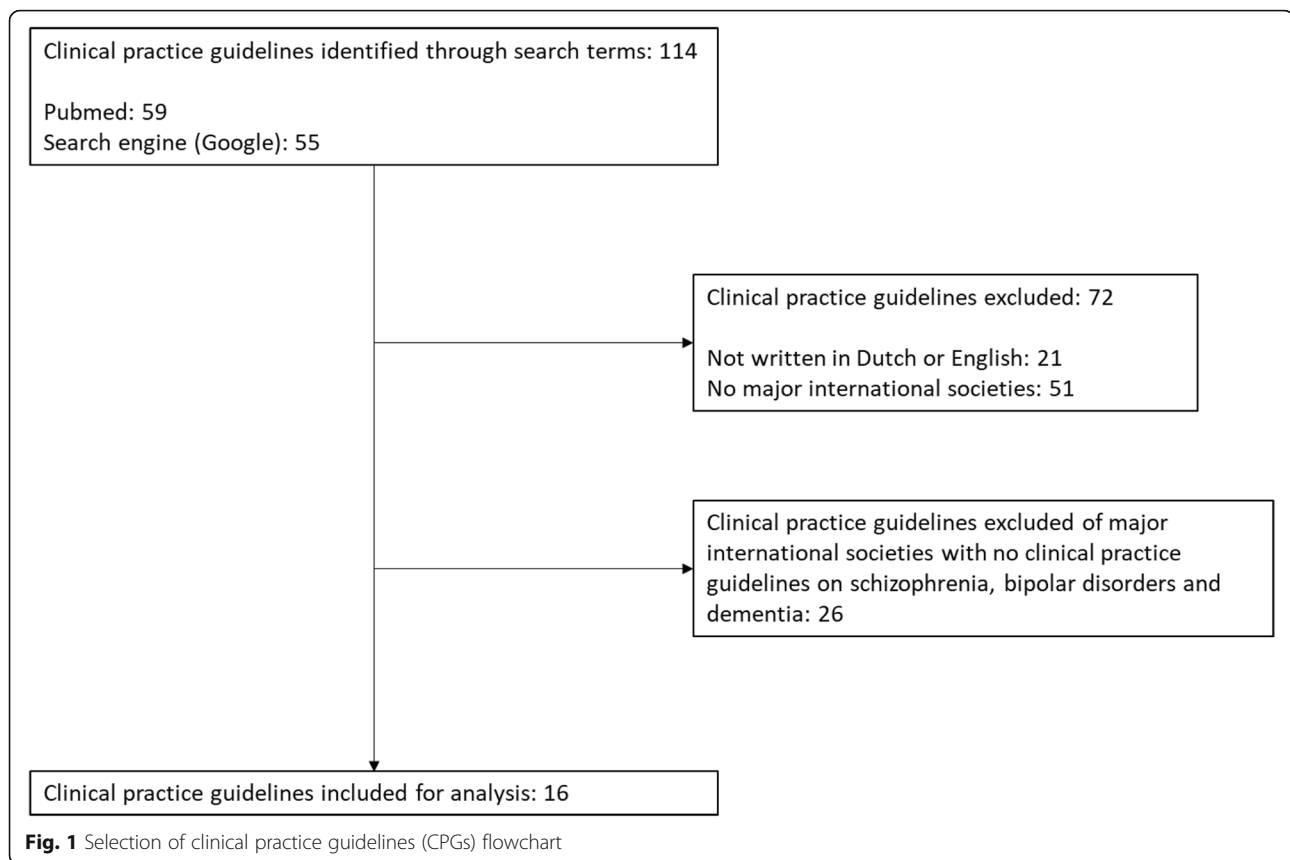 Clinical practice guidelines identified through search terms: 114
Pubmed: 59
Search engine (Google): 55
Clinical practice guidelines excluded: 72
Not written in Dutch or English: 21
No major international societies: 51
Clinical practice guidelines excluded of major
international societies with no clinical practice
guidelines on schizophrenia, bipolar disorders and
dementia: 26
Clinical practice guidelines included for analysis: 16
Fig. 1 Selection of clinical practice guidelines (CPGs) flowchart